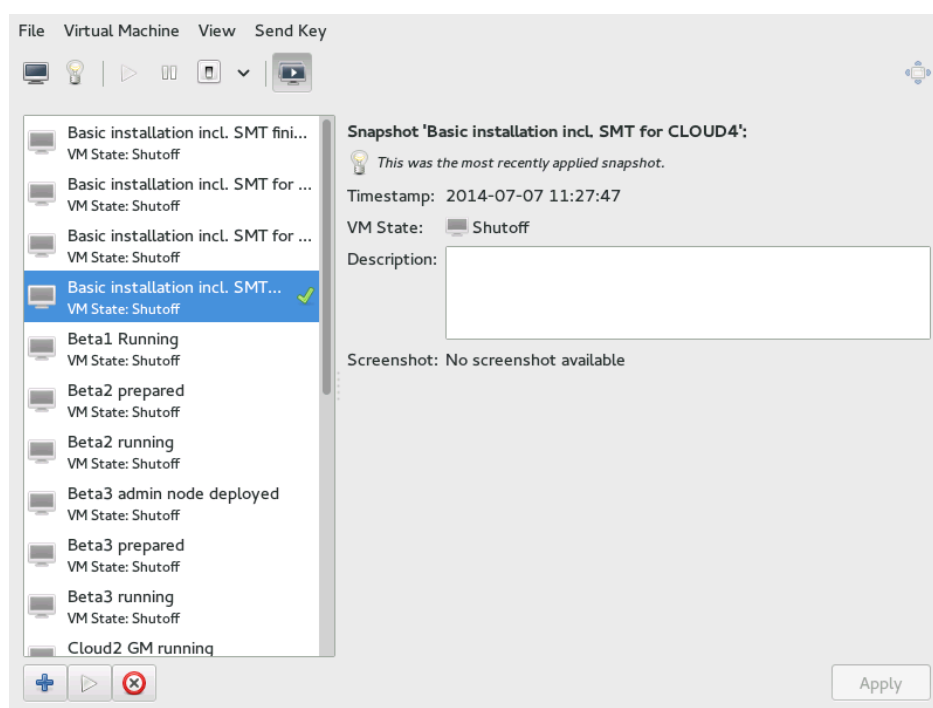 File Virtual Machine View Send Key
Basic installation incl. SMT fini...
VM State: Shutoff
Basic installation incl. SMT for ...
VM State: Shutoff
Basic installation incl. SMT for ...
VM State: Shutoff
Basic installation incl. SMT...
VM State: Shutoff
Beta1 Running
VM State: Shutoff
Beta2 prepared
VM State: Shutoff
Beta2 running
VM State: Shutoff
Beta3 admin node deployed
VM State: Shutoff
Beta3 prepared
VM State: Shutoff
Beta3 running
VM State: Shutoff
Cloud2 GM running
Snapshot 'Basic installation incl. SMT for CLOUD4':
This was the most recently applied snapshot.
Timestamp: 2014-07-07 11:27:47
VM State: Shutoff
Description:
Screenshot: No screenshot available
Apply